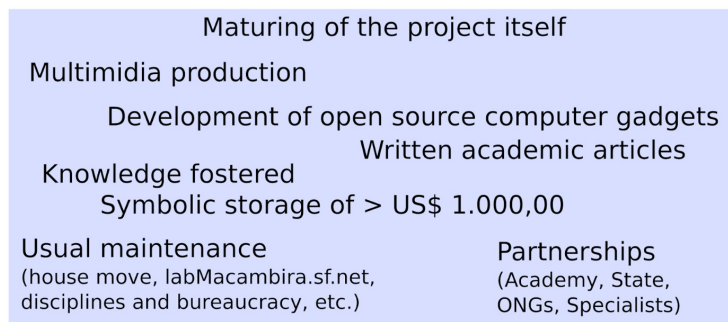 Maturing of the project itself
Multimidia production
Development of open source computer gadgets
Written academic articles
Knowledge fostered
Symbolic storage of > US$ 1.000,00
Usual maintenance
(house move, labMacambira.sf.net,
disciplines and bureaucracy, etc.)
Partnerships
(Academy, State,
ONGs, Specialists)